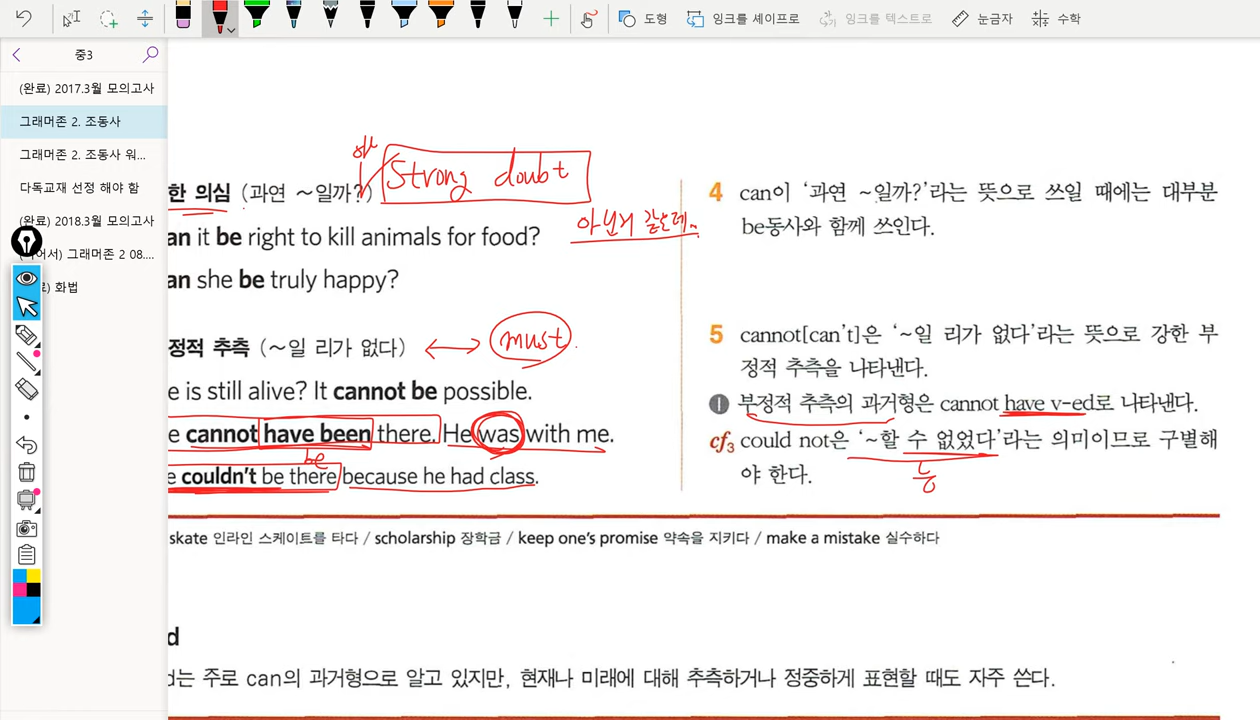 도형
잉크를 셰이프로
잉크를 텍스트로
눈금자
수학
중3
(완료) 2017.3월 모의고사
그래머존 2. 조동사
그래머존 2. 조동사 워...
다독교재 선정 해야 함
(완료) 2018.3월 모의고사
그래머존 2 08....
화법
Strong doubt
한 의심 (과연 ~일까?)
아닌거 같은데..
an it be right to kill animals for food?
an she be truly happy?
정적 추측 (~일 리가 없다) must
e is still alive? It cannot be possible.
e cannot have been there. He was with me.
be
e couldn't be there because he had class.
4 can이 '과연 ~일까?'라는 뜻으로 쓰일 때에는 대부분
be동사와 함께 쓰인다.
5 cannot[can't]은 '~일 리가 없다'라는 뜻으로 강한 부
정적 추측을 나타낸다.
부정적 추측의 과거형은 cannot have v-ed로 나타낸다.
cf.3 could not은 '~할 수 없었다'라는 의미이므로 구별해
야 한다.
능
skate 인라인 스케이트를 타다 / scholarship 장학금 / keep one's promise 약속을 지키다 / make a mistake 실수하다
d
d는 주로 can의 과거형으로 알고 있지만, 현재나 미래에 대해 추측하거나 정중하게 표현할 때도 자주 쓴다.